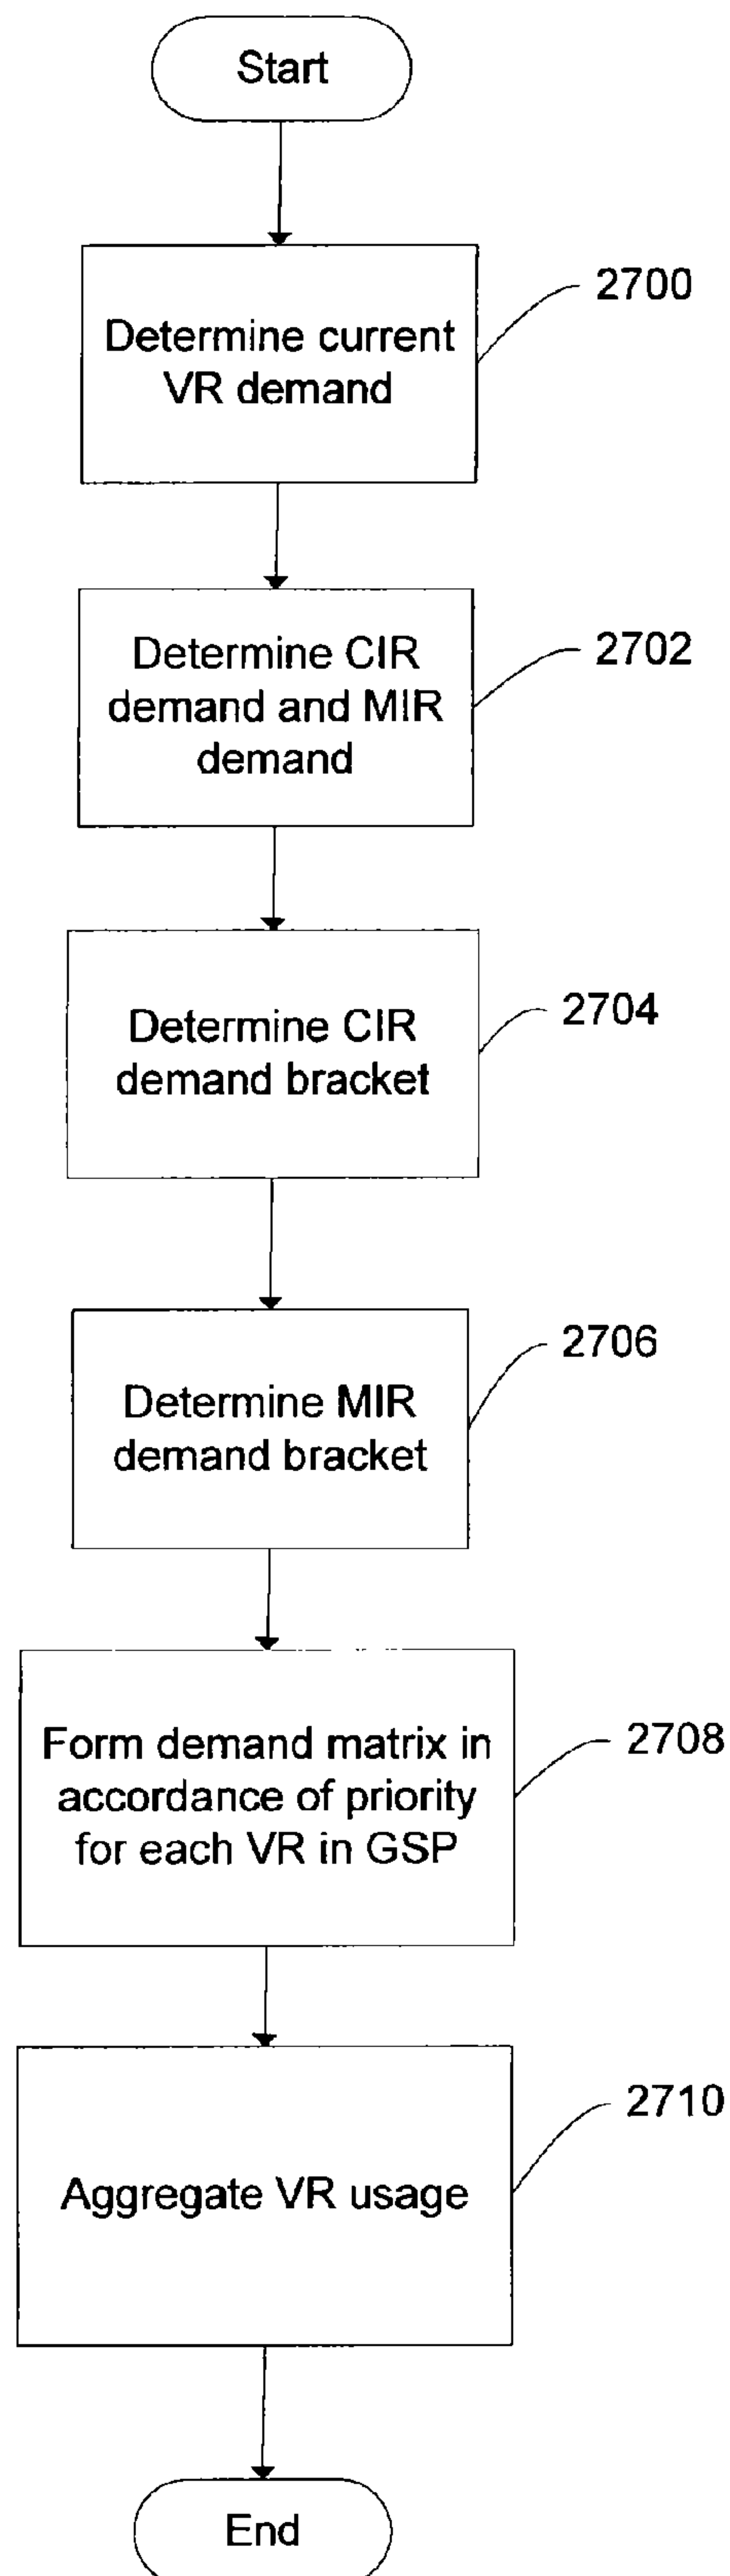 Start
2700
Determine current
VR demand
2702
Determine CIR
demand and MIR
demand
2704
Determine CIR
demand bracket
2706
Determine MIR
demand bracket
2708
Form demand matrix in
accordance of priority
for each VR in GSP
2710
Aggregate VR usage
End